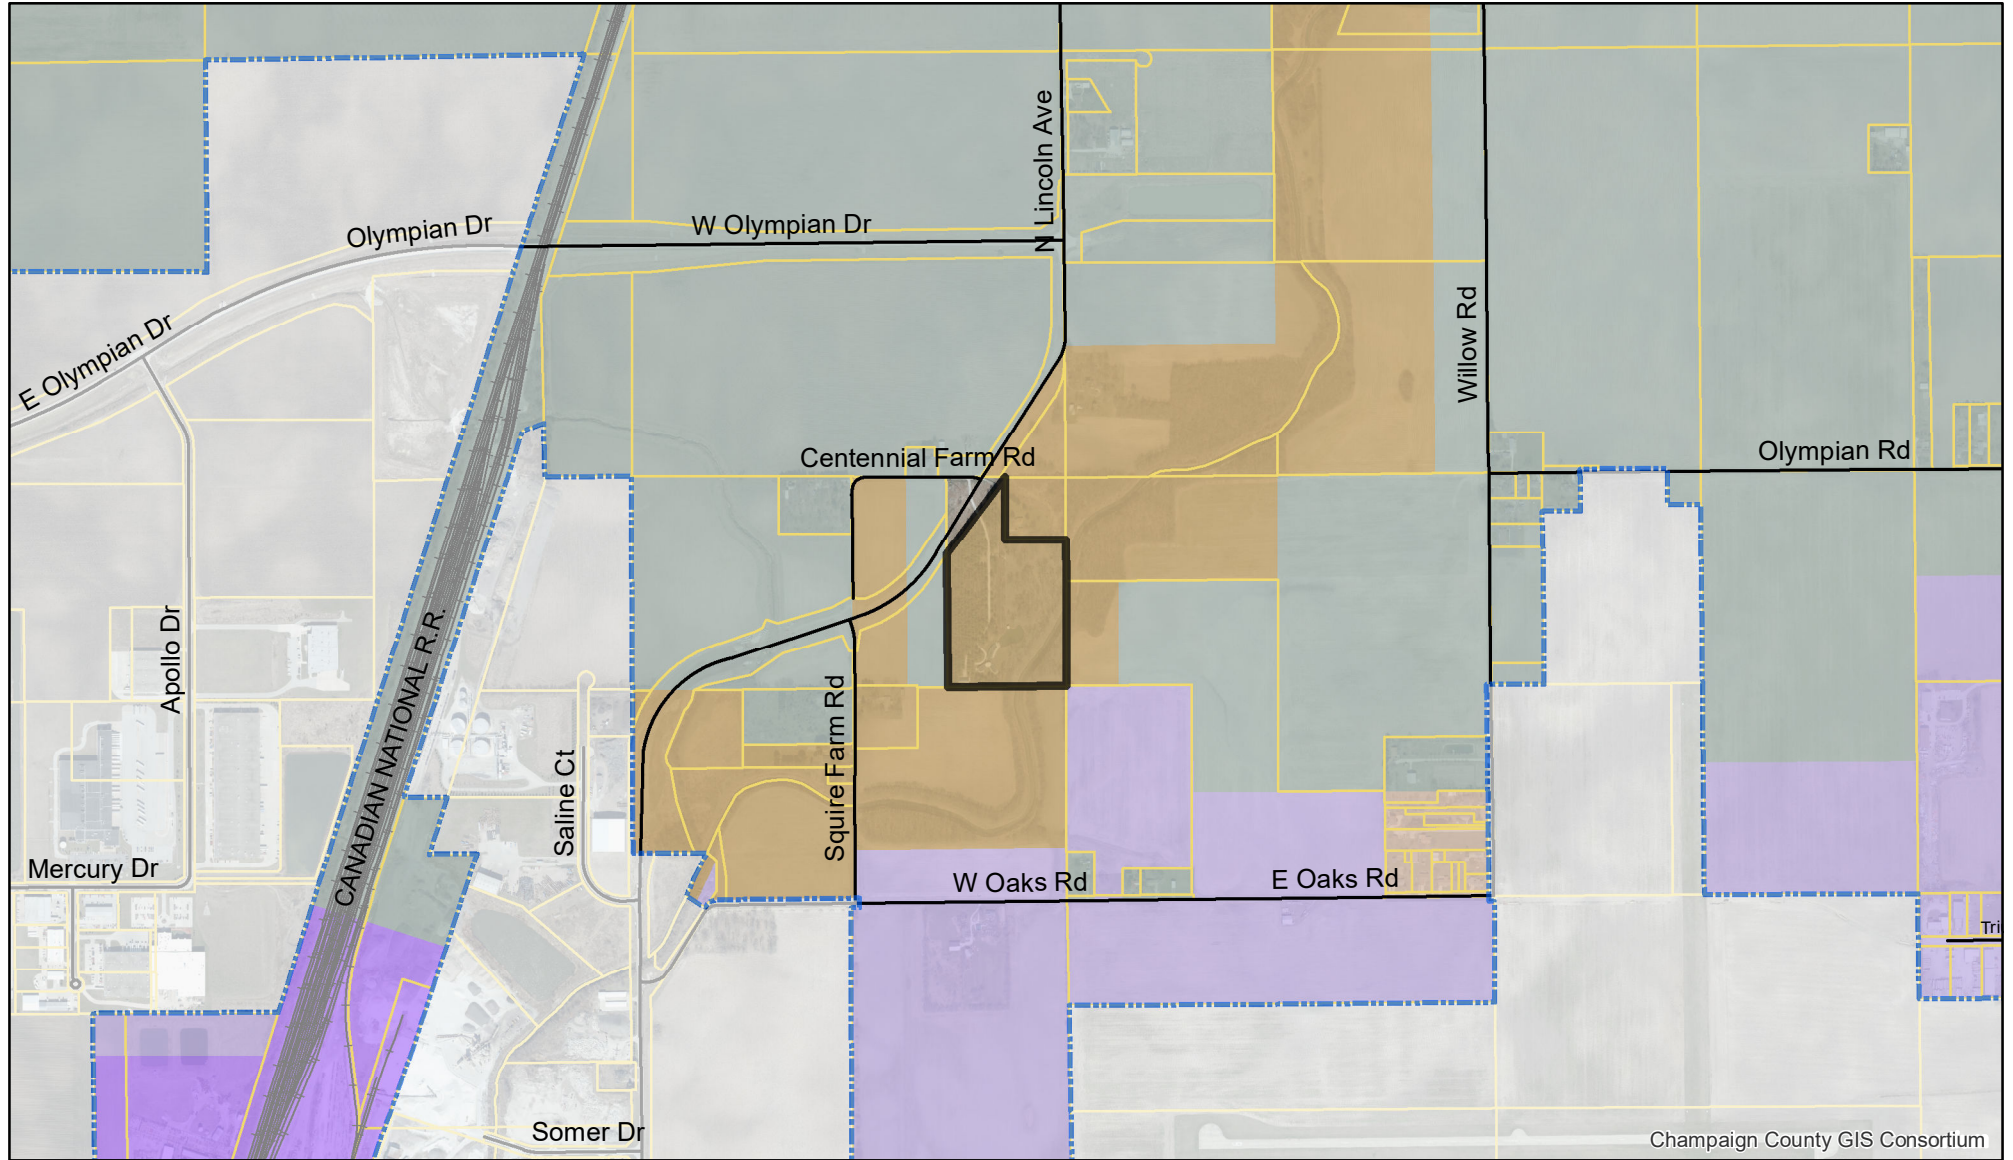 N Lincoln Ave
Olympian Dr
W Olympian Dr
E Olympian Dr
Willow Rd
Centennial Farm Rd
Olympian Rd
Apollo Dr
CANADIAN NATIONAL R.R.
Squire Farm Rd
Saline Ct
Mercury Dr
W Oaks Rd
E Oaks Rd
Tri
Somer Dr
Champaign County GIS Consortium